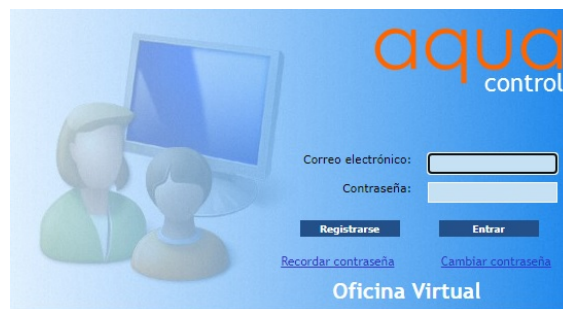 aqua
control
Correo electrónico:
Contraseña:
Registrarse Entrar
Recordar contraseña Cambiar contraseña
Oficina Virtual